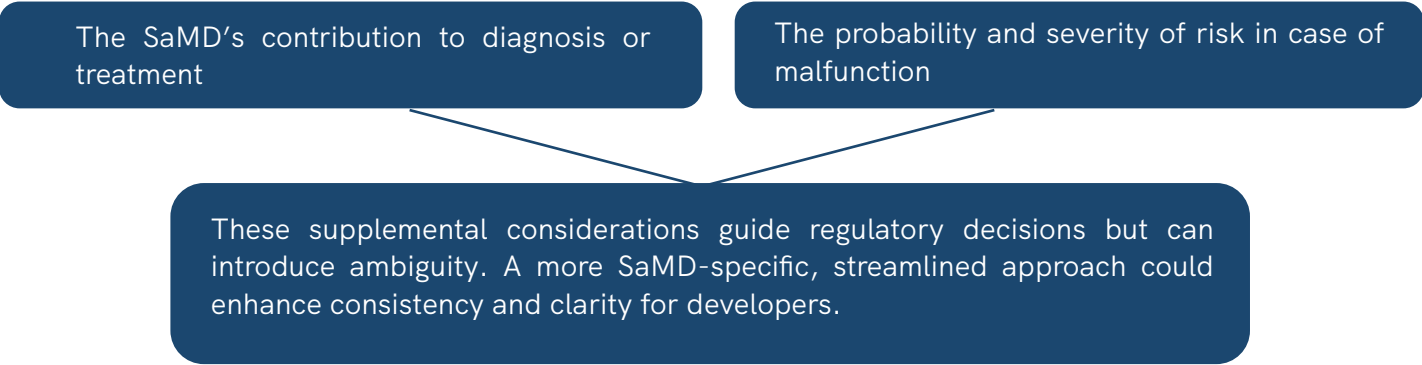 The SaMD's contribution to diagnosis or
treatment
The probability and severity of risk in case of
malfunction
These supplemental considerations guide regulatory decisions but can
introduce ambiguity. A more SaMD-specific, streamlined approach could
enhance consistency and clarity for developers.